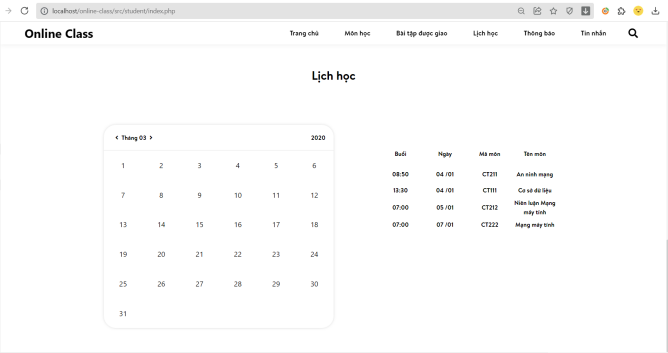 localhost/online-class/src/student/index.php
Online Class
Trang chủ Môn học Bài tập được giao Lịch học Thông báo Tin nhắn
Lịch học
Tháng 03 2020
1 2 3 4 5 6
7 8 9 10 11 12
13 14 15 16 17 18
19 20 21 22 23 24
25 26 27 28 29 30
31
Buổi Ngày Mã môn Tên môn
08:50 04 /01 CT211 An ninh mạng
13:30 04 /01 CT111 Cơ sở dữ liệu
07:00 05 /01 CT212 Niên luận Mạng
máy tính
07:00 07 /01 CT222 Mạng máy tính